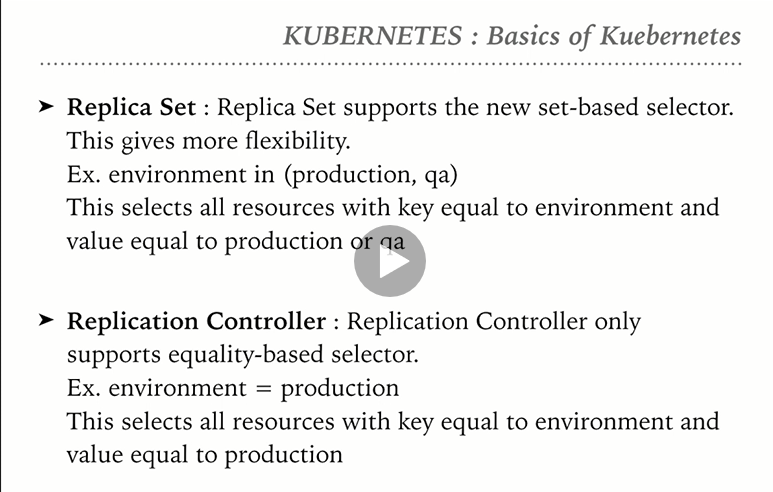 KUBERNETES : Basics of Kuebernetes
➤ Replica Set : Replica Set supports the new set-based selector.
This gives more flexibility.
Ex. environment in (production, qa)
This selects all resources with key equal to environment and
value equal to production or qa
➤ Replication Controller : Replication Controller only
supports equality-based selector.
Ex. environment = production
This selects all resources with key equal to environment and
value equal to production